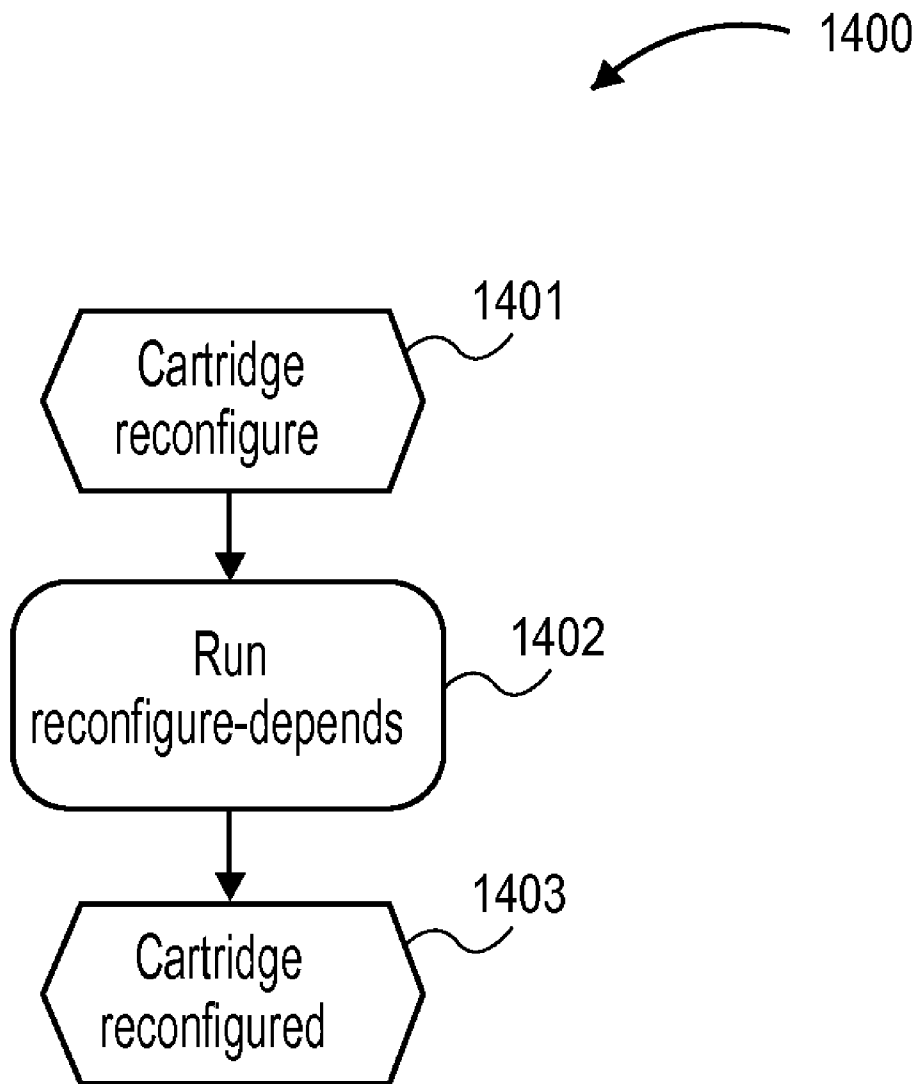 1400
1401
Cartridge
reconfigure
1402
Run
reconfigure-depends
1403
Cartridge
reconfigured